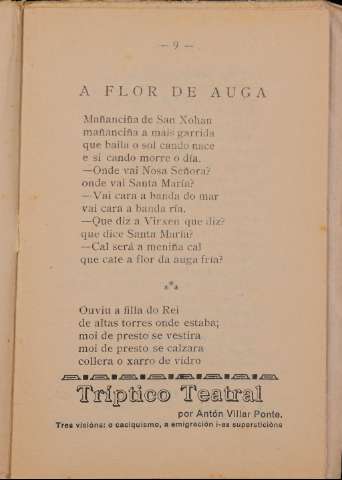 — 9 —
A FLOR DE AUGA
Mañanciña de San Xohan
mañanciña a mais garrida
que baila o sol cando nace
e si cando morre o día.
—Onde vai Nosa Señora?
onde vai Santa María?
—Vai cara a banda do mar
vai cara a banda ría.
—Que diz a Virxen que diz?
que dice Santa María?
—Cal será a meniña cal
que cate a flor da auga fría?
***
Ouviu a filla do Rei
de altas torres onde estaba;
moi de presto se vestira
moi de presto se calzara
collera o xarro de vidro
Tríptico Teatral
por Antón Villar Ponte.
Tres visións: o caciquismo, a emigración i-as supersticións